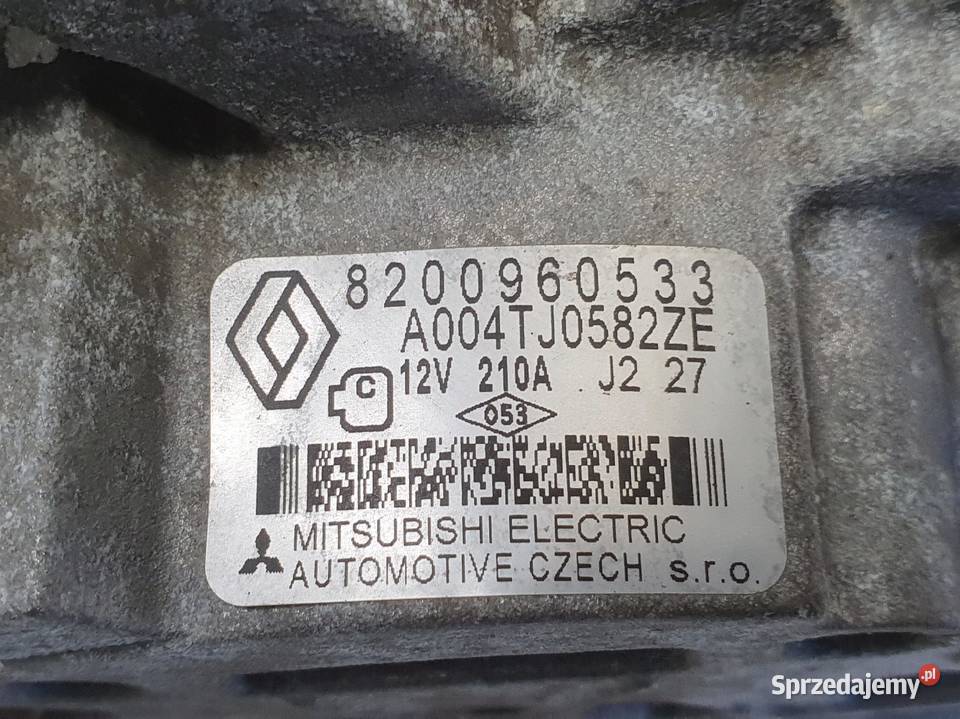 8200960533
A004TJ0582ZE
C 12V 210A J2 27
053
MITSUBISHI ELECTRIC
AUTOMOTIVE CZECH s.r.o.
Sprzedajemy.pl